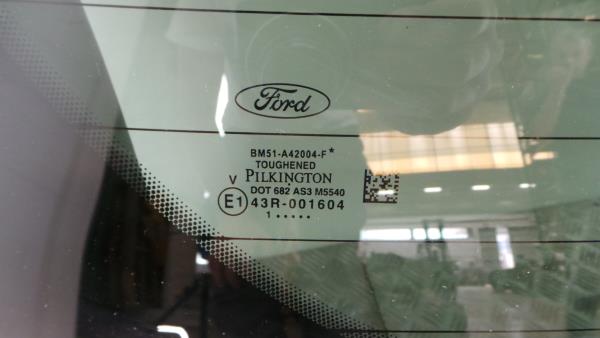 Ford
BM51-A42004-F*
TOUGHENED
PILKINGTON
V DOT 682 AS3 M5540
E1 43R-001604
1 •••••